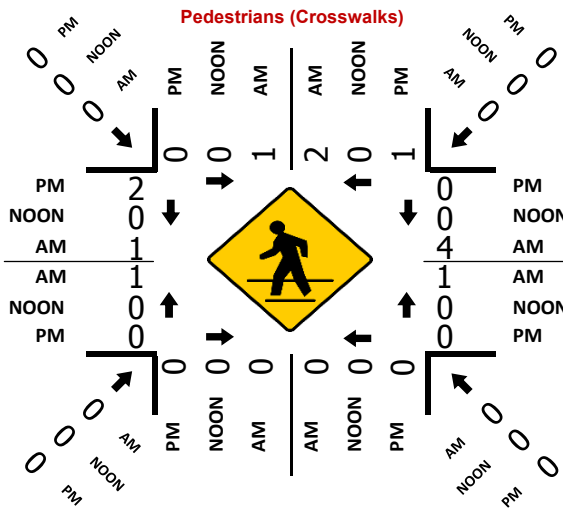 Pedestrians (Crosswalks)
0 0 0
PM NOON AM
PM NOON AM AM NOON PM
0 0 0
PM NOON AM
0 0 1 2 0 1
PM 2 0 PM
NOON 0 0 NOON
AM 1 4 AM
AM 1 1 AM
NOON 0 0 NOON
PM 0 0 PM
0 0 0 0 0 0
PM NOON AM AM NOON PM
0 0 0
AM NOON PM
0 0 0
AM NOON PM